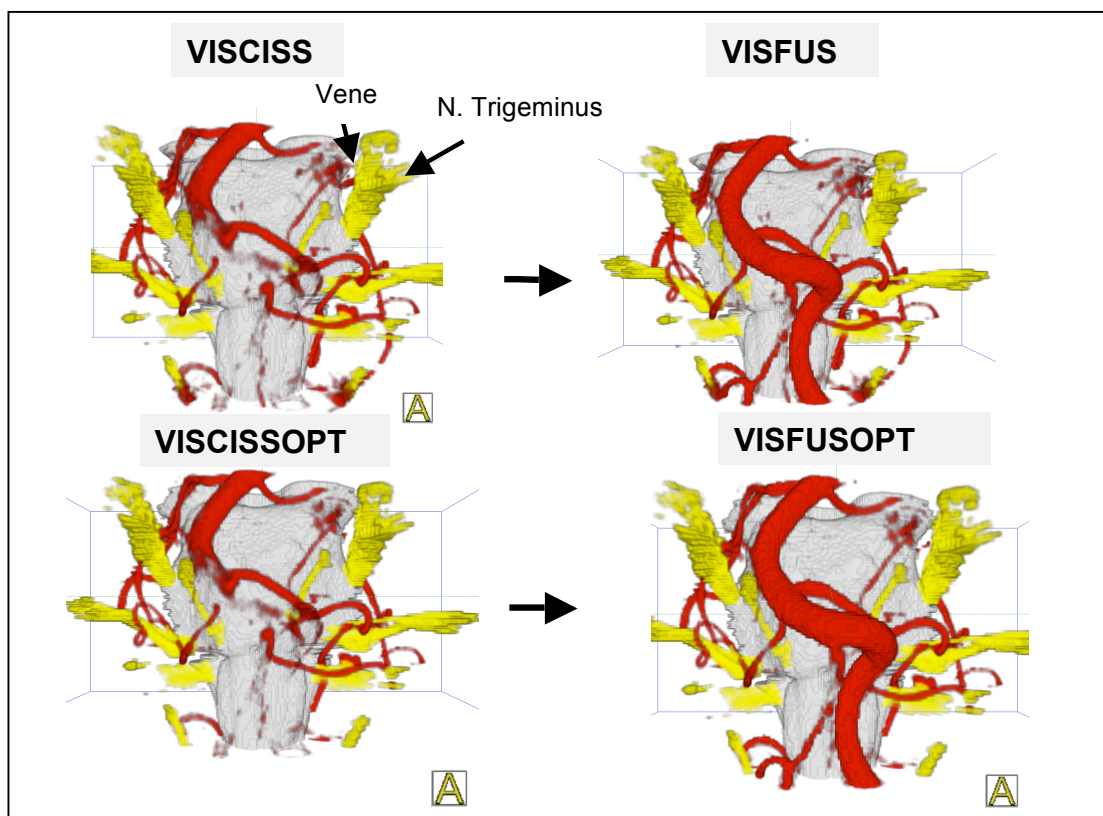 VISCISS
VISFUS
Vene
N. Trigeminus
A
VISCISSOPT
VISFUSOPT
A
A